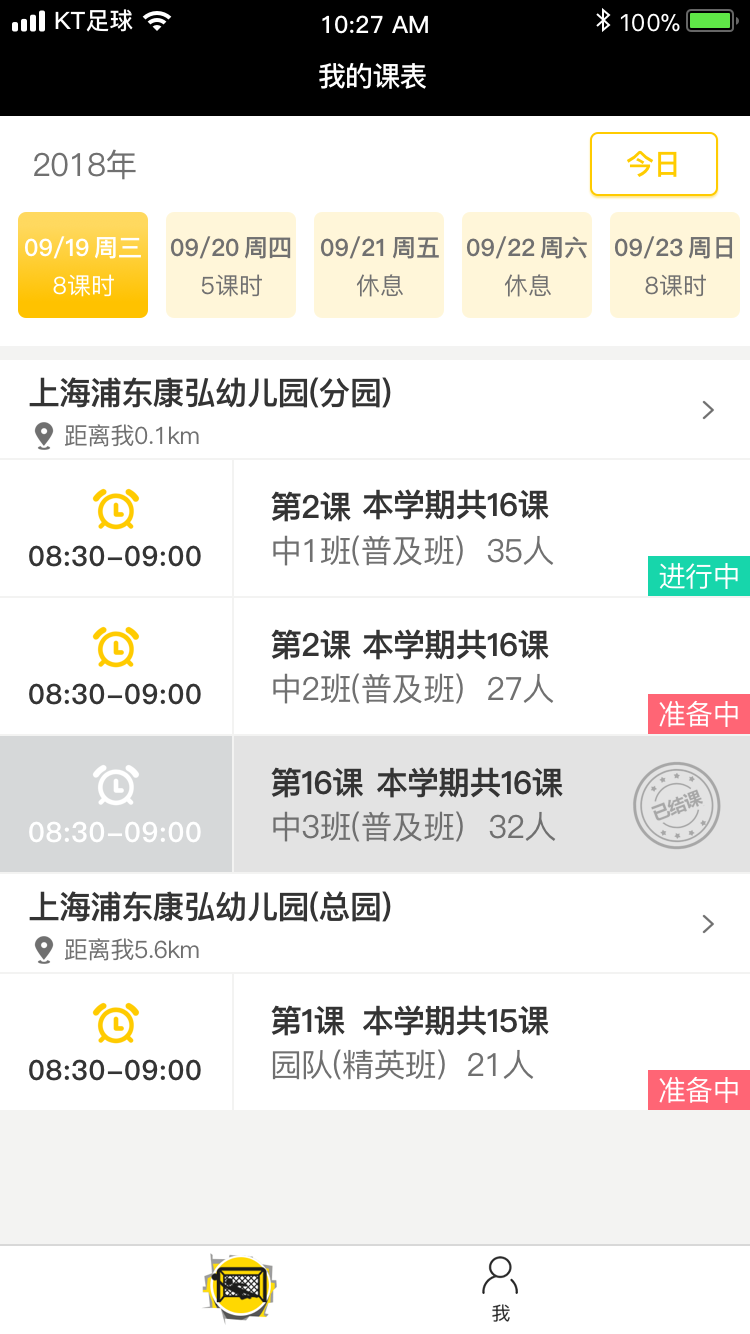 KT足球 10:27 AM 100%
我的课表
2018年 今日
09/19 周三 09/20 周四 09/21 周五 09/22 周六 09/23 周日
8课时 5课时 休息 休息 8课时
上海浦东康弘幼儿园(分园)
距离我0.1km
第2课 本学期共16课
08:30-09:00 中1班(普及班) 35人
进行中
第2课 本学期共16课
08:30-09:00 中2班(普及班) 27人
准备中
第16课 本学期共16课
已结课
08:30-09:00 中3班(普及班) 32人
上海浦东康弘幼儿园(总园)
距离我5.6km
第1课 本学期共15课
08:30-09:00 园队(精英班) 21人
准备中
我